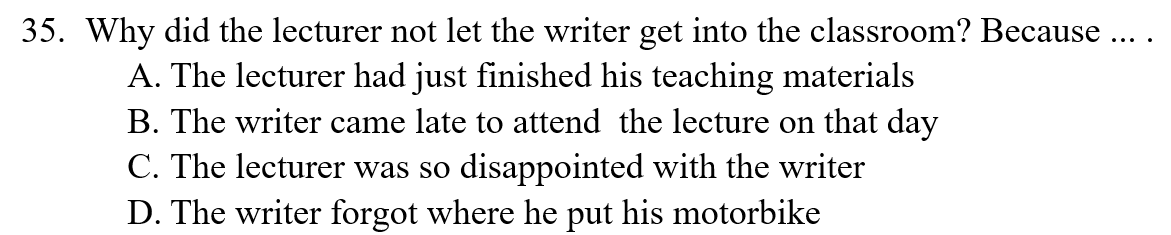 35. Why did the lecturer not let the writer get into the classroom? Because ... .
A. The lecturer had just finished his teaching materials
B. The writer came late to attend  the lecture on that day
C. The lecturer was so disappointed with the writer
D. The writer forgot where he put his motorbike